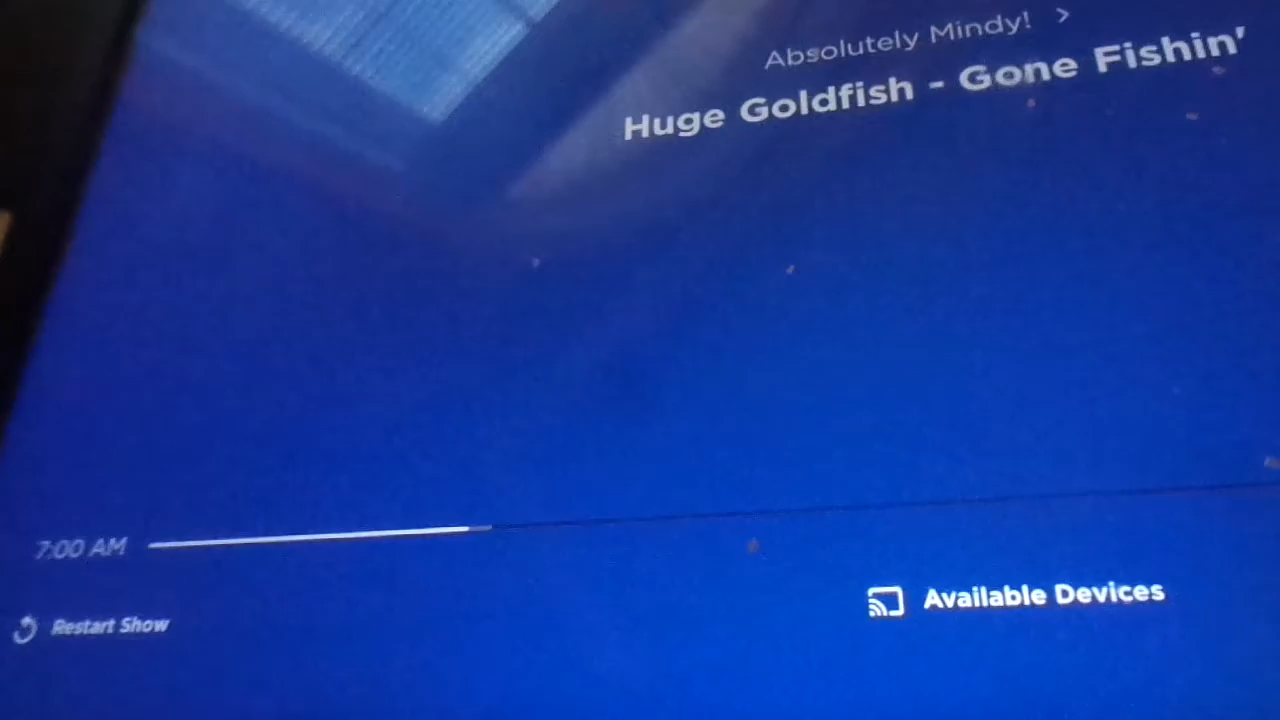 Absolutely Mindy! >
Huge Goldfish - Gone Fishin'
7:00 AM
Available Devices
Restart Show